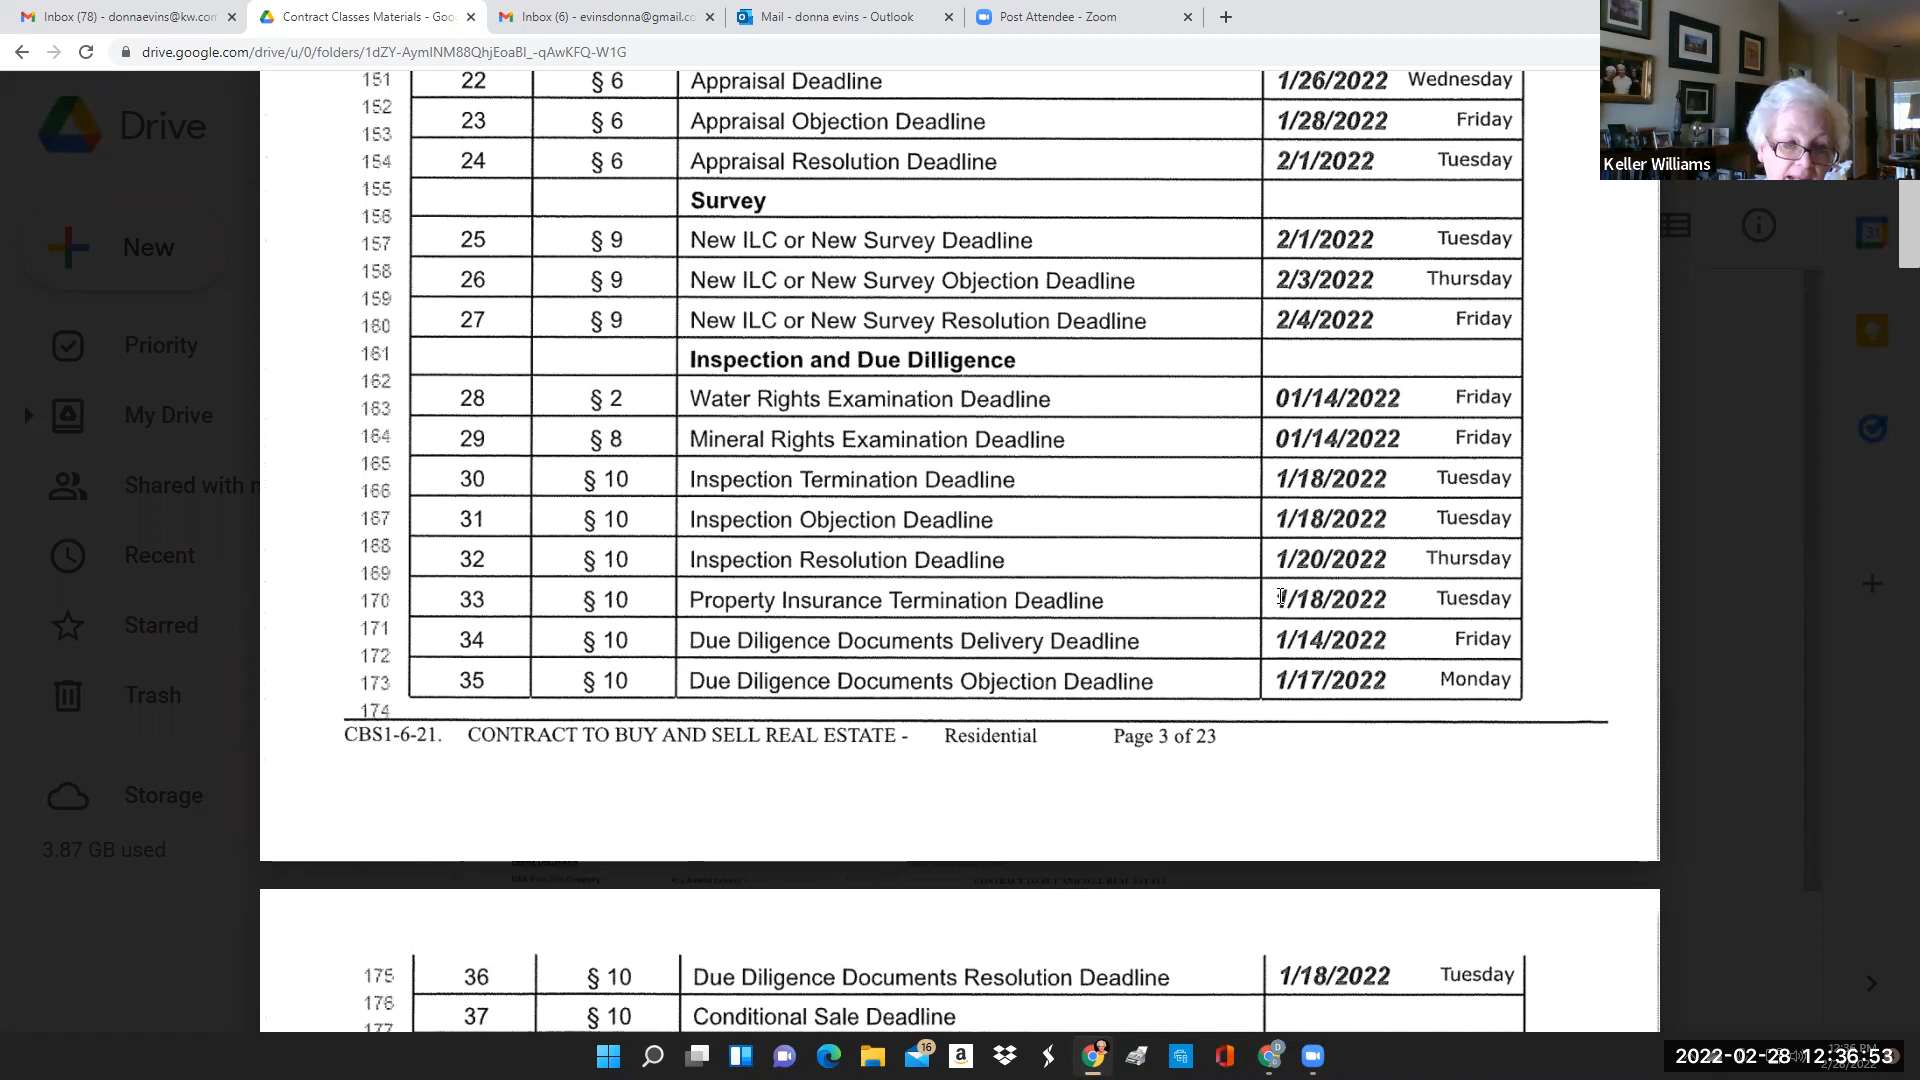 Inbox (78) - donnaevins@kw.con
Contract Classes Materials - Goo
Inbox (6) - evinsdonna@gmail.co
Mail - donna evins - Outlook
Post Attendee - Zoom
drive.google.com/drive/u/0/folders/1dZY-AymINM88QhjEoaBI_-qAwKFQ-W1G
Keller Williams
Drive
New
Priority
My Drive
Shared with m
Recent
Starred
Trash
Storage
3.87 GB used
151 22 § 6 Appraisal Deadline 1/26/2022 Wednesday
152
153 23 § 6 Appraisal Objection Deadline 1/28/2022 Friday
154 24 § 6 Appraisal Resolution Deadline 2/1/2022 Tuesday
155 Survey
156
157 25 § 9 New ILC or New Survey Deadline 2/1/2022 Tuesday
158 26 § 9 New ILC or New Survey Objection Deadline 2/3/2022 Thursday
159
160 27 § 9 New ILC or New Survey Resolution Deadline 2/4/2022 Friday
161 Inspection and Due Dilligence
162
163 28 § 2 Water Rights Examination Deadline 01/14/2022 Friday
164 29 § 8 Mineral Rights Examination Deadline 01/14/2022 Friday
165
166 30 § 10 Inspection Termination Deadline 1/18/2022 Tuesday
167 31 § 10 Inspection Objection Deadline 1/18/2022 Tuesday
168
169 32 § 10 Inspection Resolution Deadline 1/20/2022 Thursday
170 33 § 10 Property Insurance Termination Deadline 1/18/2022 Tuesday
171
172 34 § 10 Due Diligence Documents Delivery Deadline 1/14/2022 Friday
173 35 § 10 Due Diligence Documents Objection Deadline 1/17/2022 Monday
174
CBS1-6-21. CONTRACT TO BUY AND SELL REAL ESTATE - Residential Page 3 of 23
175 36 § 10 Due Diligence Documents Resolution Deadline 1/18/2022 Tuesday
176
177 37 § 10 Conditional Sale Deadline
16
2022-02-28 12:36:53